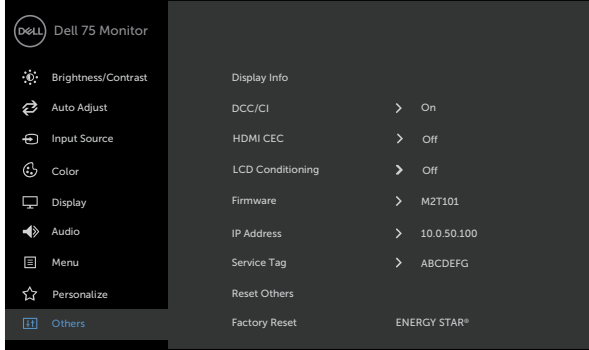 DELL Dell 75 Monitor
Brightness/Contrast Display Info
Auto Adjust DCC/CI On
Input Source HDMI CEC Off
Color LCD Conditioning Off
Display Firmware M2T101
Audio IP Address 10.0.50.100
Menu Service Tag ABCDEFG
Personalize Reset Others
Others Factory Reset ENERGY STAR®